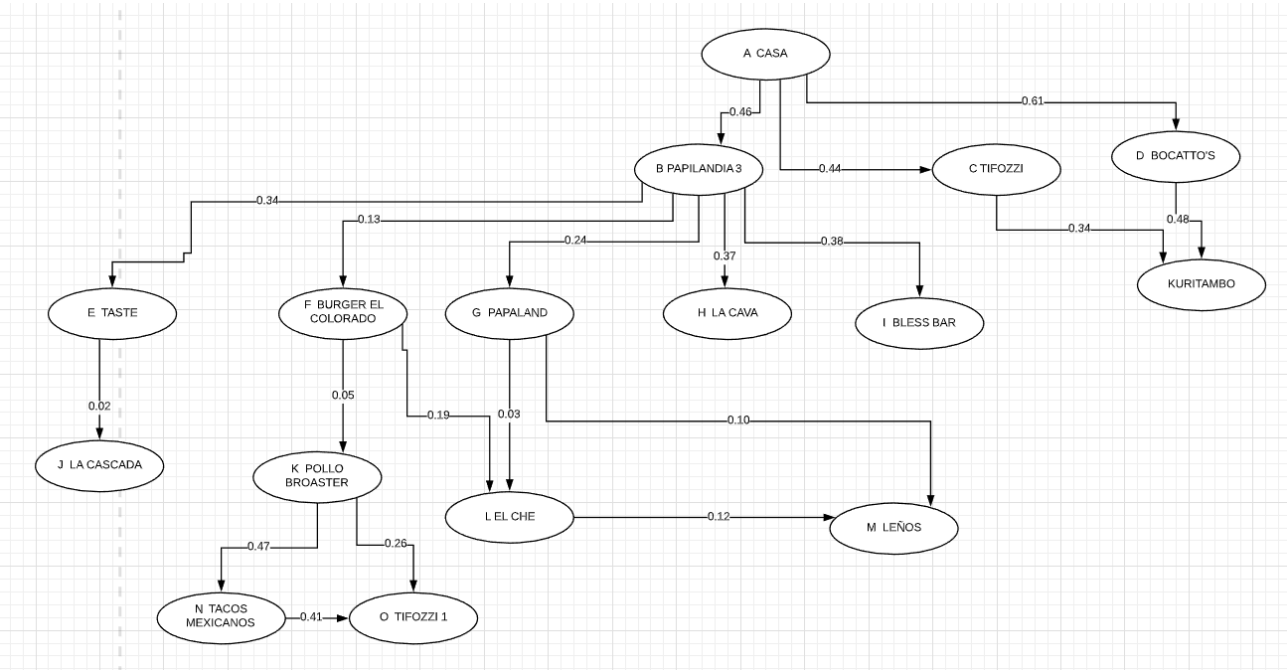 A CASA
0.61
0.46
D BOCATTO'S
B PAPILANDIA 3
0.44
C TIFOZZI
0.34
0.13
0.48
0.34
0.24
0.38
0.37
KURITAMBO
E TASTE
F BURGER EL
COLORADO
G PAPALAND
H LA CAVA
I BLESS BAR
0.05
0.02
0.19
0.03
0.10
J LA CASCADA
K POLLO
BROASTER
L EL CHE
0.12
M LEÑOS
0.47
0.26
N TACOS
MEXICANOS
0.41
O TIFOZZI 1